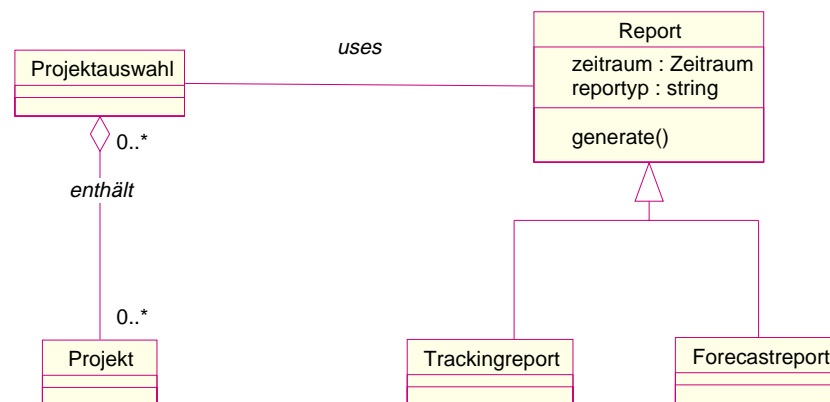 Report
uses
Projektauswahl
zeitraum : Zeitraum
reportyp : string
0..*
generate()
enthält
0..*
Projekt
Trackingreport
Forecastreport